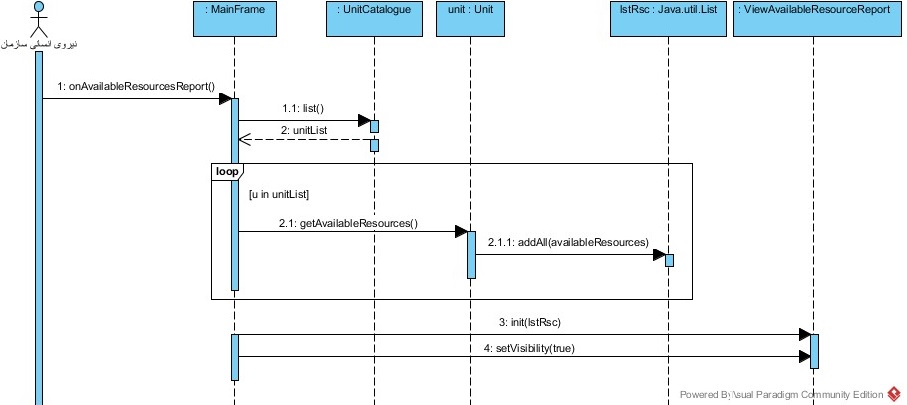 : MainFrame
: UnitCatalogue
unit : Unit
lstRsc : Java.util.List
: ViewAvailableResourceReport
نیروی انسانی سازمان
1: onAvailableResourcesReport()
1.1: list()
2: unitList
loop
[u in unitList]
2.1: getAvailableResources()
2.1.1: addAll(availableResources)
3: init(lstRsc)
4: setVisibility(true)
Powered By Visual Paradigm Community Edition